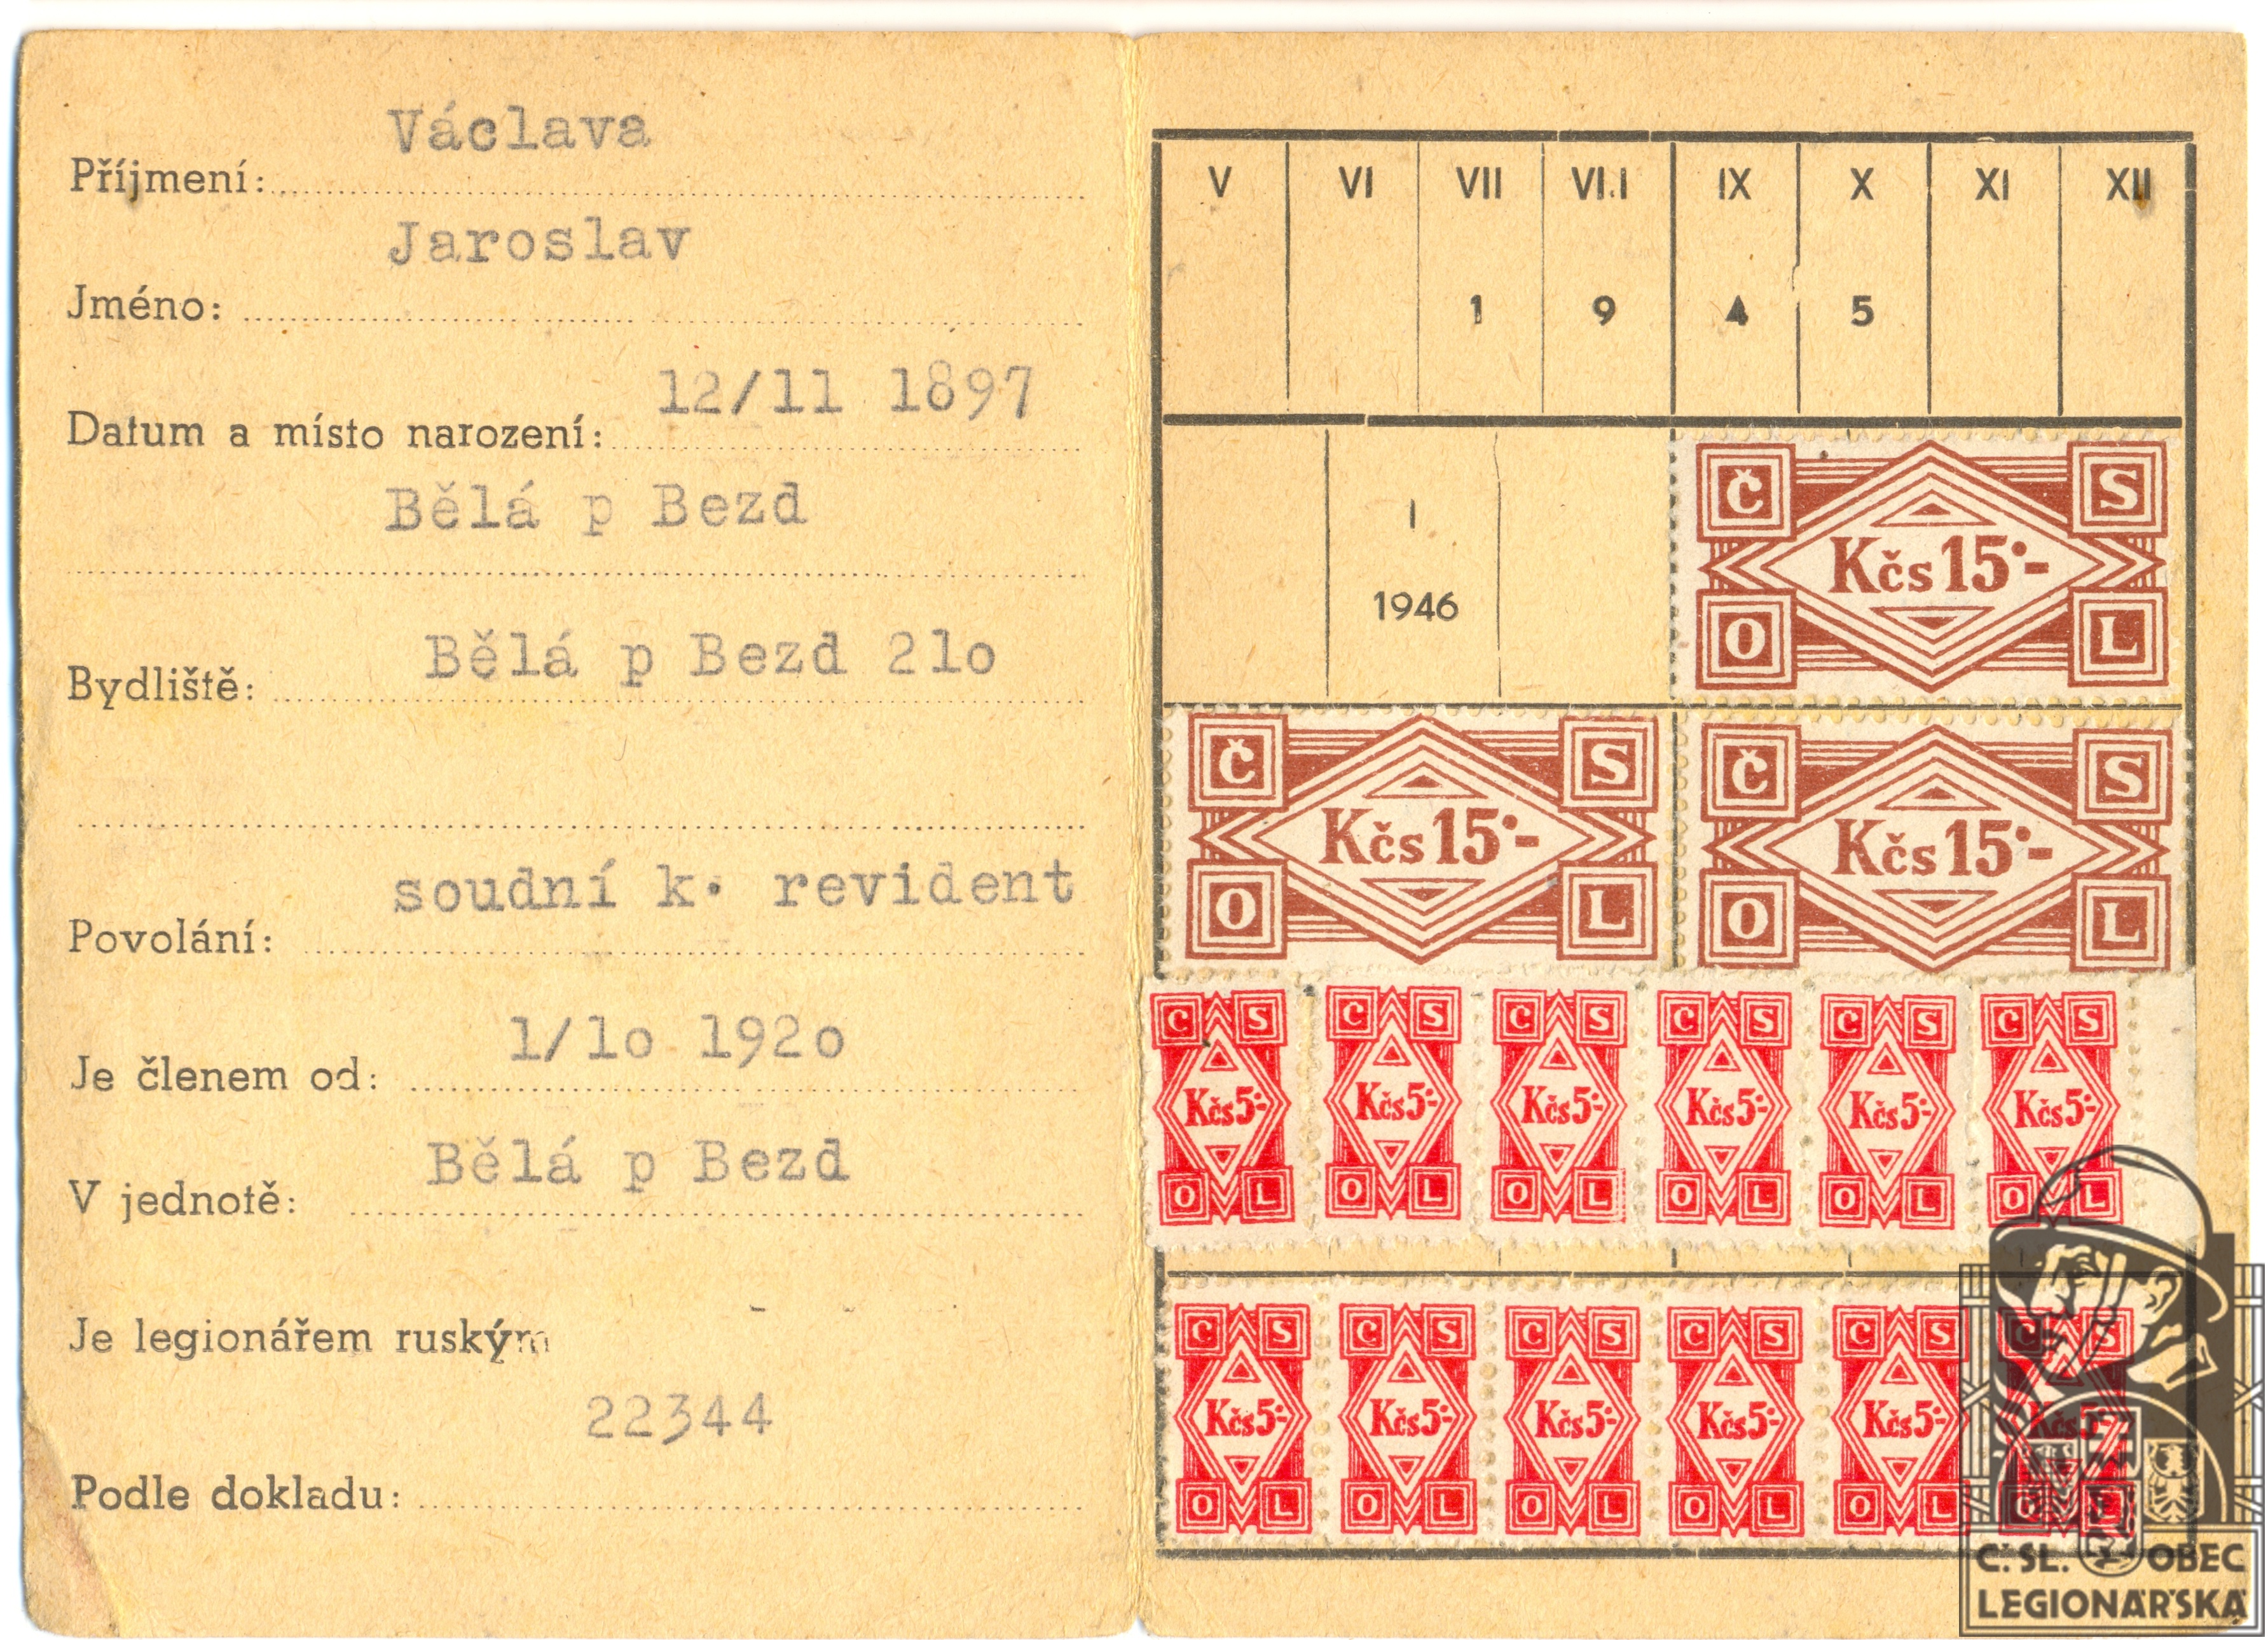 Václava
Příjmení:
Jaroslav
Jméno:
12/11 1897
Datum a místo narození:
Bělá p Bezd
Bělá p Bezd 21o
Bydliště:
soudní k. revident
Povolání:
1/1o 192o
Je členem od:
Bělá p Bezd
V jednotě:
Je legionářem ruským
22344
Podle dokladu:
V VI VII VI.I IX X XI XII
1 9 4 5
I
1946
Č S
Kčs 15·-
O L
Č S Č S
Kčs 15·- Kčs 15·-
O L O L
Č S Č S Č S Č S Č S Č S
Kčs 5·- Kčs 5·- Kčs 5·- Kčs 5·- Kčs 5·- Kčs 5·-
O L O L O L O L O L O L
Č S Č S Č S Č S Č S Č S
Kčs 5·- Kčs 5·- Kčs 5·- Kčs 5·- Kčs 5·- Kčs 5·-
O L O L O L O L O L O L
Č. SL. OBEC
LEGIONÁŘSKÁ